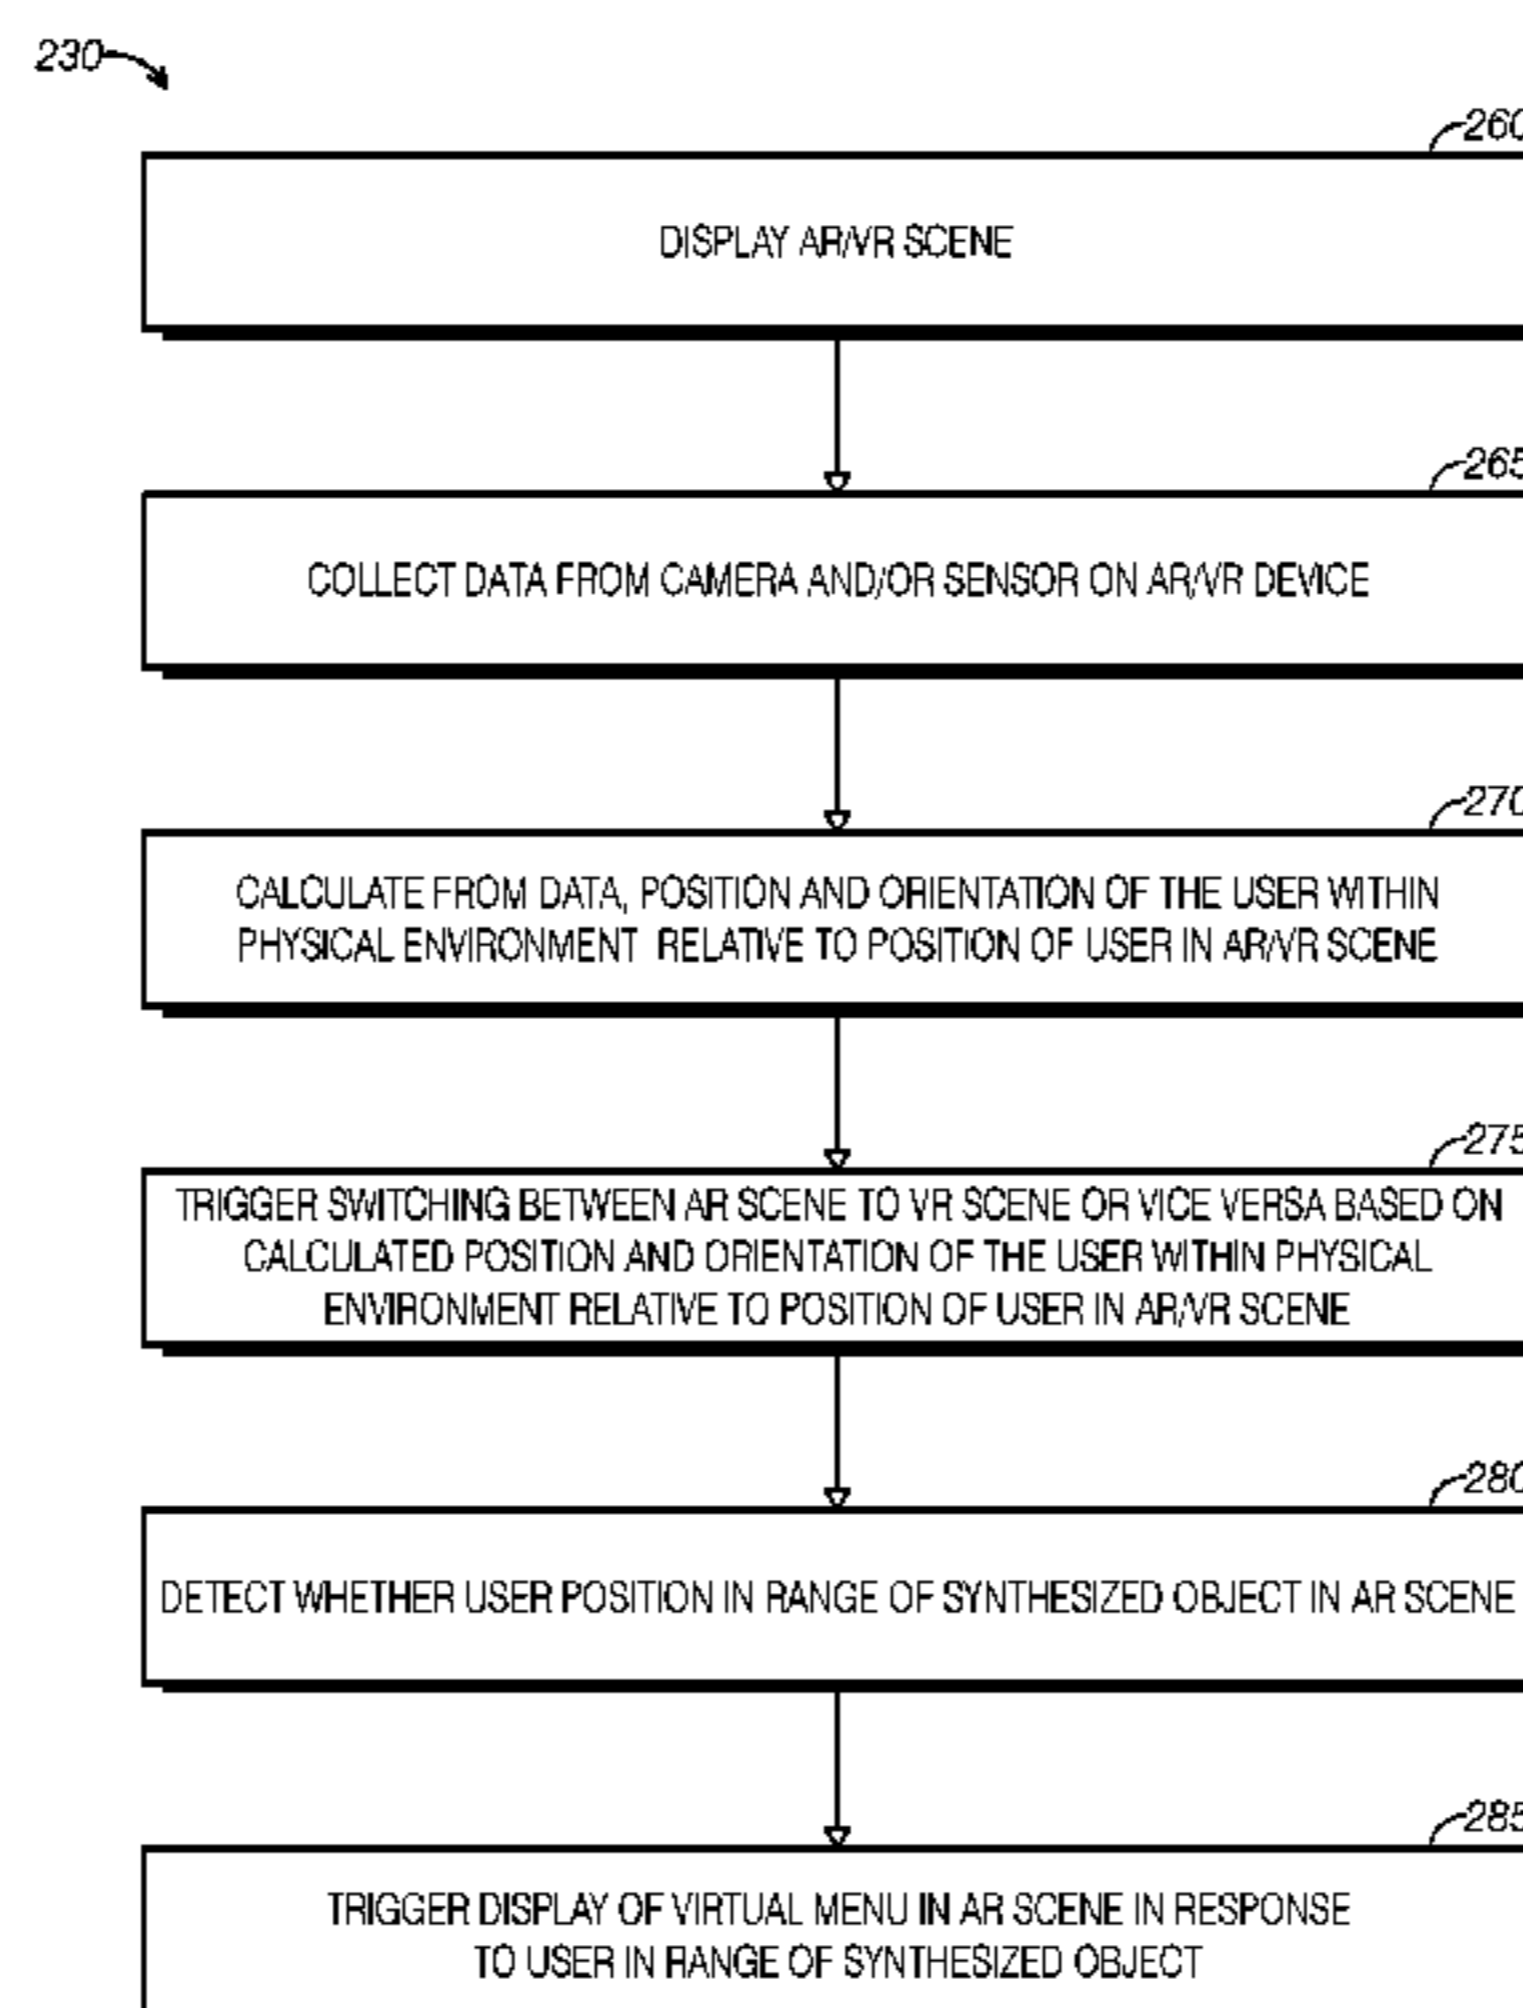 230
260
DISPLAY AR/VR SCENE
265
COLLECT DATA FROM CAMERA AND/OR SENSOR ON AR/VR DEVICE
270
CALCULATE FROM DATA, POSITION AND ORIENTATION OF THE USER WITHIN
PHYSICAL ENVIRONMENT RELATIVE TO POSITION OF USER IN AR/VR SCENE
275
TRIGGER SWITCHING BETWEEN AR SCENE TO VR SCENE OR VICE VERSA BASED ON
CALCULATED POSITION AND ORIENTATION OF THE USER WITHIN PHYSICAL
ENVIRONMENT RELATIVE TO POSITION OF USER IN AR/VR SCENE
280
DETECT WHETHER USER POSITION IN RANGE OF SYNTHESIZED OBJECT IN AR SCENE
285
TRIGGER DISPLAY OF VIRTUAL MENU IN AR SCENE IN RESPONSE
TO USER IN RANGE OF SYNTHESIZED OBJECT